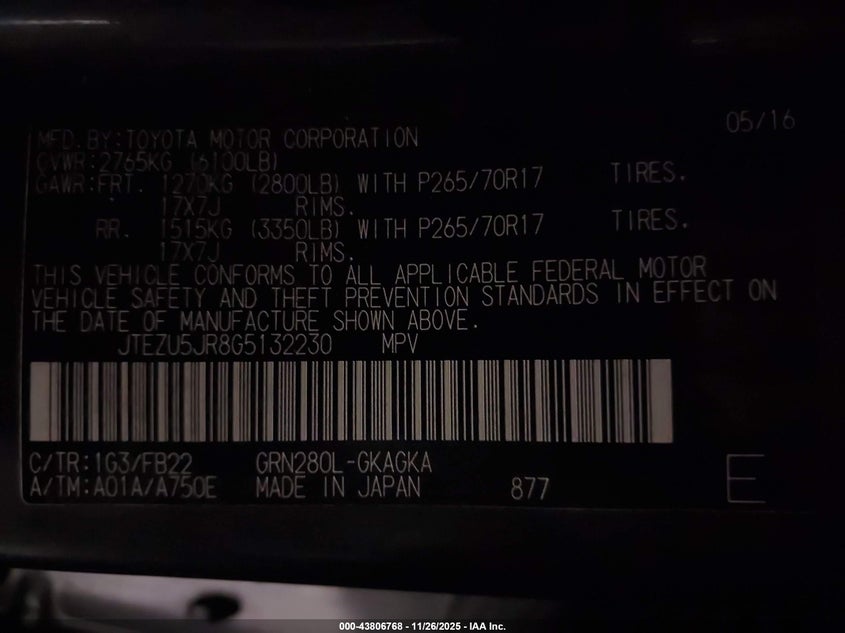 05/16
MFD. BY:TOYOTA MOTOR CORPORATION
GVWR:2765KG (6100LB)
GAWR:FRT. 1270KG (2800LB) WITH P265/70R17 TIRES.
17X7J RIMS.
RR. 1515KG (3350LB) WITH P265/70R17 TIRES.
17X7J RIMS.
THIS VEHICLE CONFORMS TO ALL APPLICABLE FEDERAL MOTOR
VEHICLE SAFETY AND THEFT PREVENTION STANDARDS IN EFFECT ON
THE DATE OF MANUFACTURE SHOWN ABOVE.
JTEZU5JR8G5132230 MPV
C/TR:1G3/FB22 GRN280L-GKAGKA
A/TM:A01A/A750E MADE IN JAPAN 877 E
000-43806768 - 11/26/2025 - IAA Inc.